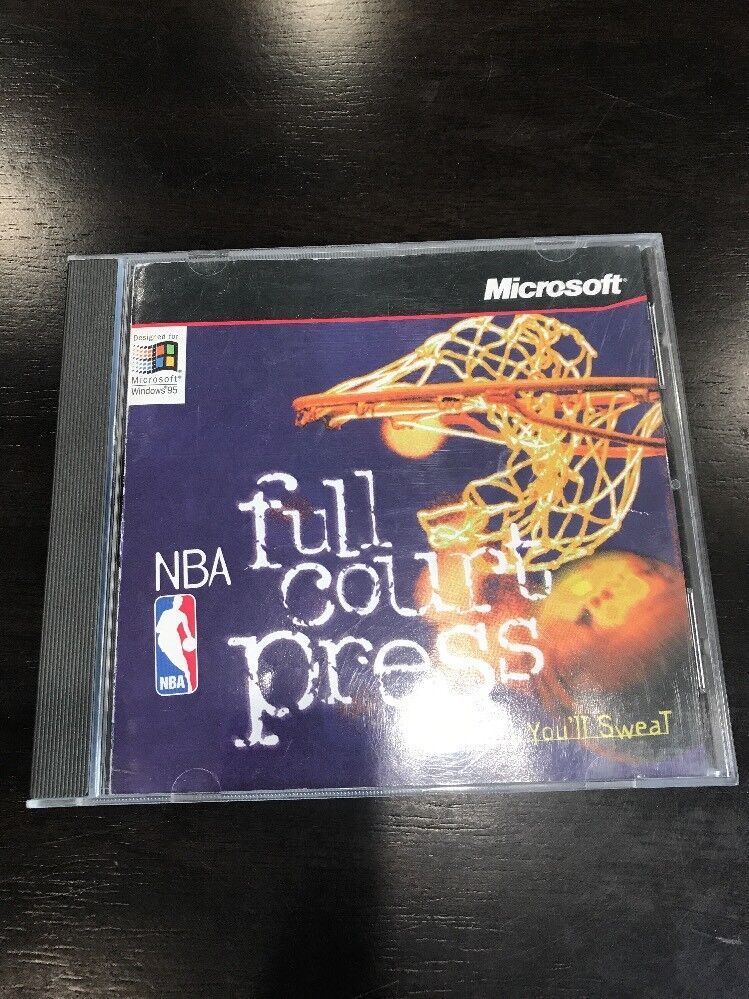 Microsoft®
Designed for
Microsoft®
Windows®95
NBA
full
court
press
NBA
You'll Sweat